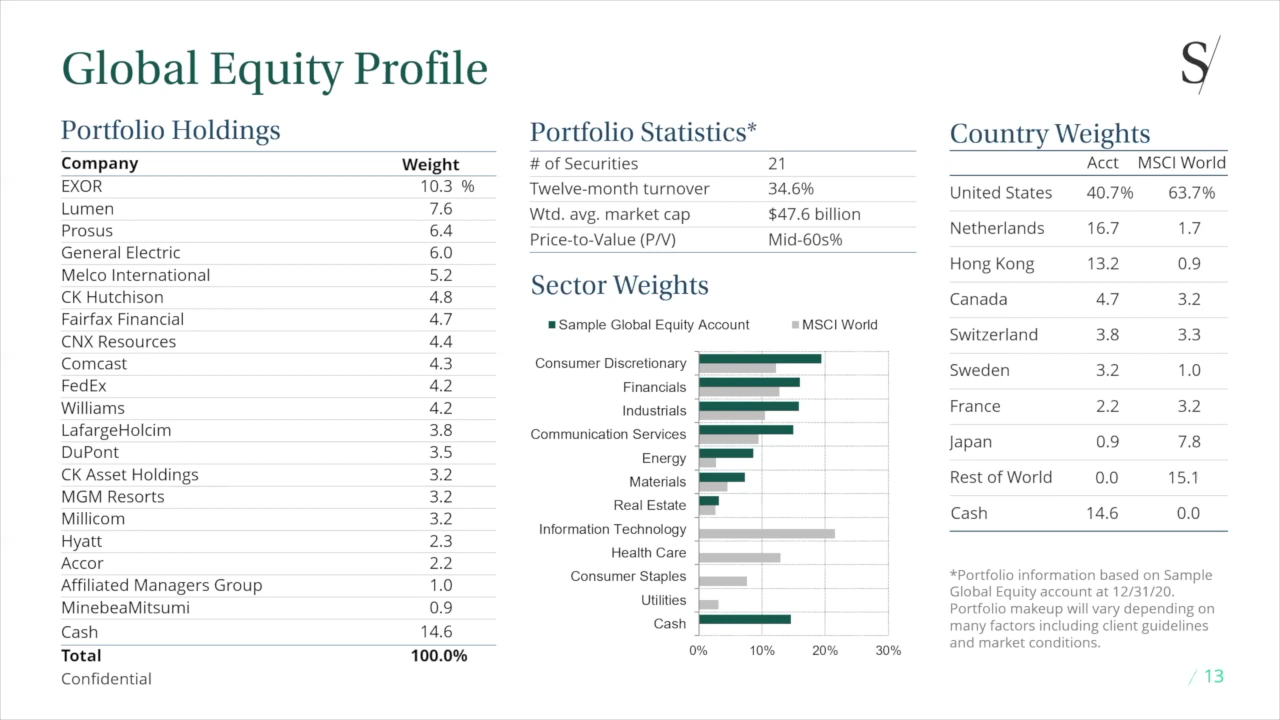 Global Equity Profile
S/
Portfolio Holdings
Company Weight
EXOR 10.3 %
Lumen 7.6
Prosus 6.4
General Electric 6.0
Melco International 5.2
CK Hutchison 4.8
Fairfax Financial 4.7
CNX Resources 4.4
Comcast 4.3
FedEx 4.2
Williams 4.2
LafargeHolcim 3.8
DuPont 3.5
CK Asset Holdings 3.2
MGM Resorts 3.2
Millicom 3.2
Hyatt 2.3
Accor 2.2
Affiliated Managers Group 1.0
MinebeaMitsumi 0.9
Cash 14.6
Total 100.0%
Confidential
Portfolio Statistics*
# of Securities 21
Twelve-month turnover 34.6%
Wtd. avg. market cap $47.6 billion
Price-to-Value (P/V) Mid-60s%
Sector Weights
Sample Global Equity Account MSCI World
Consumer Discretionary
Financials
Industrials
Communication Services
Energy
Materials
Real Estate
Information Technology
Health Care
Consumer Staples
Utilities
Cash
0% 10% 20% 30%
Country Weights
Acct MSCI World
United States 40.7% 63.7%
Netherlands 16.7 1.7
Hong Kong 13.2 0.9
Canada 4.7 3.2
Switzerland 3.8 3.3
Sweden 3.2 1.0
France 2.2 3.2
Japan 0.9 7.8
Rest of World 0.0 15.1
Cash 14.6 0.0
*Portfolio information based on Sample
Global Equity account at 12/31/20.
Portfolio makeup will vary depending on
many factors including client guidelines
and market conditions.
/ 13